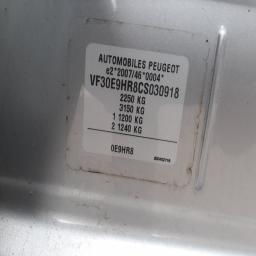 AUTOMOBILES PEUGEOT
e2*2007/46*0004*
VF30E9HR8CS030918
2250 KG
3150 KG
1 1200 KG
2 1240 KG
0E9HR8